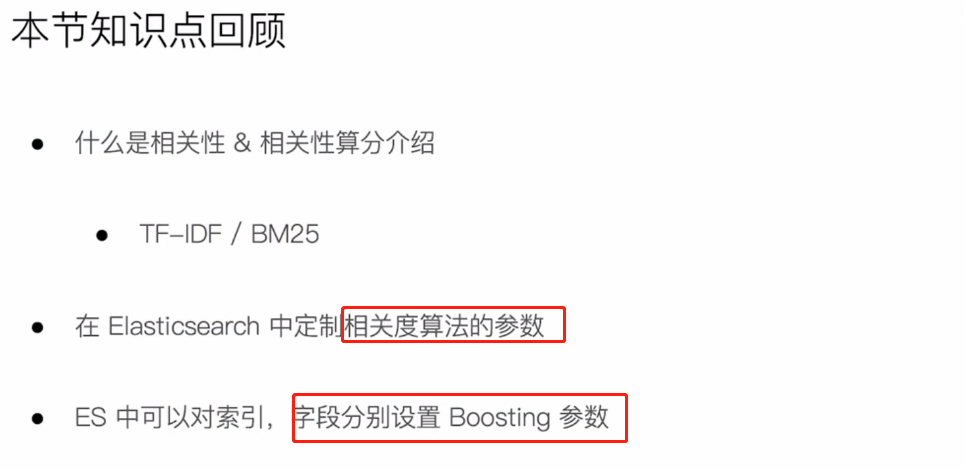 本节知识点回顾
什么是相关性 & 相关性算分介绍
TF-IDF / BM25
在 Elasticsearch 中定制相关度算法的参数
ES 中可以对索引，字段分别设置 Boosting 参数